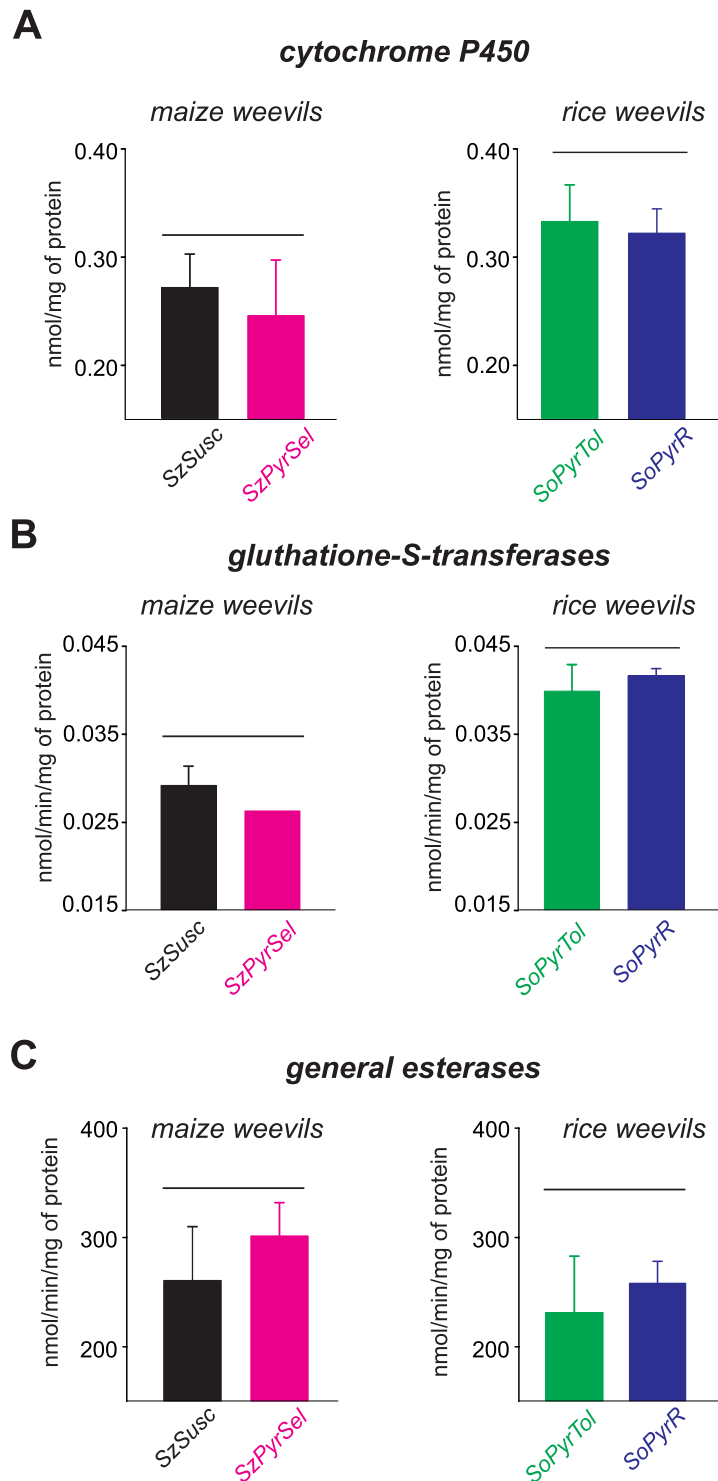 A
cytochrome P450
maize weevils
rice weevils
nmol/mg of protein
0.40
0.30
0.20
SzSusc
SzPyrSel
nmol/mg of protein
0.40
0.30
0.20
SoPyrTol
SoPyrR
B
gluthatione-S-transferases
maize weevils
rice weevils
nmol/min/mg of protein
0.045
0.035
0.025
0.015
SzSusc
SzPyrSel
nmol/min/mg of protein
0.045
0.035
0.025
0.015
SoPyrTol
SoPyrR
C
general esterases
maize weevils
rice weevils
nmol/min/mg of protein
400
300
200
SzSusc
SzPyrSel
nmol/min/mg of protein
400
300
200
SoPyrTol
SoPyrR